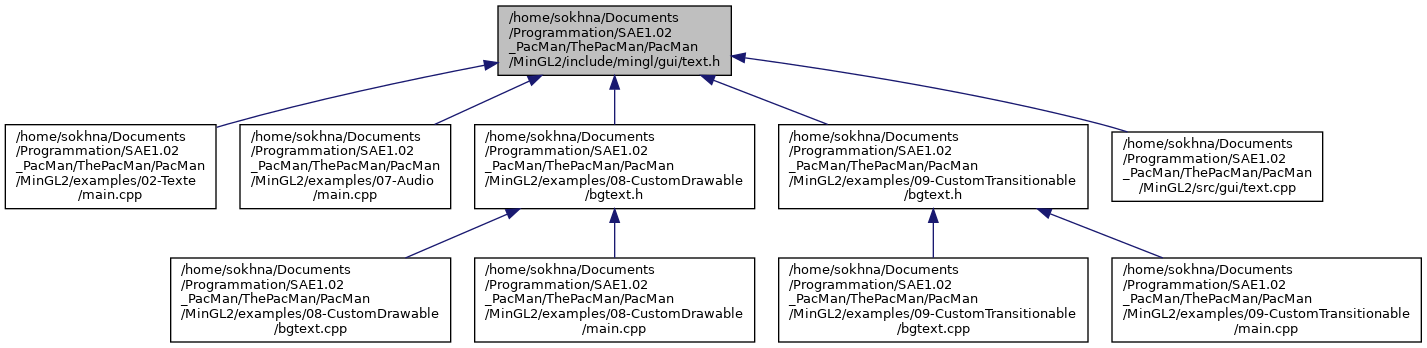 /home/sokhna/Documents
/Programmation/SAE1.02
_PacMan/ThePacMan/PacMan
/MinGL2/include/mingl/gui/text.h
/home/sokhna/Documents
/Programmation/SAE1.02
_PacMan/ThePacMan/PacMan
/MinGL2/examples/02-Texte
/main.cpp
/home/sokhna/Documents
/Programmation/SAE1.02
_PacMan/ThePacMan/PacMan
/MinGL2/examples/07-Audio
/main.cpp
/home/sokhna/Documents
/Programmation/SAE1.02
_PacMan/ThePacMan/PacMan
/MinGL2/examples/08-CustomDrawable
/bgtext.h
/home/sokhna/Documents
/Programmation/SAE1.02
_PacMan/ThePacMan/PacMan
/MinGL2/examples/09-CustomTransitionable
/bgtext.h
/home/sokhna/Documents
/Programmation/SAE1.02
_PacMan/ThePacMan/PacMan
/MinGL2/src/gui/text.cpp
/home/sokhna/Documents
/Programmation/SAE1.02
_PacMan/ThePacMan/PacMan
/MinGL2/examples/08-CustomDrawable
/bgtext.cpp
/home/sokhna/Documents
/Programmation/SAE1.02
_PacMan/ThePacMan/PacMan
/MinGL2/examples/08-CustomDrawable
/main.cpp
/home/sokhna/Documents
/Programmation/SAE1.02
_PacMan/ThePacMan/PacMan
/MinGL2/examples/09-CustomTransitionable
/bgtext.cpp
/home/sokhna/Documents
/Programmation/SAE1.02
_PacMan/ThePacMan/PacMan
/MinGL2/examples/09-CustomTransitionable
/main.cpp